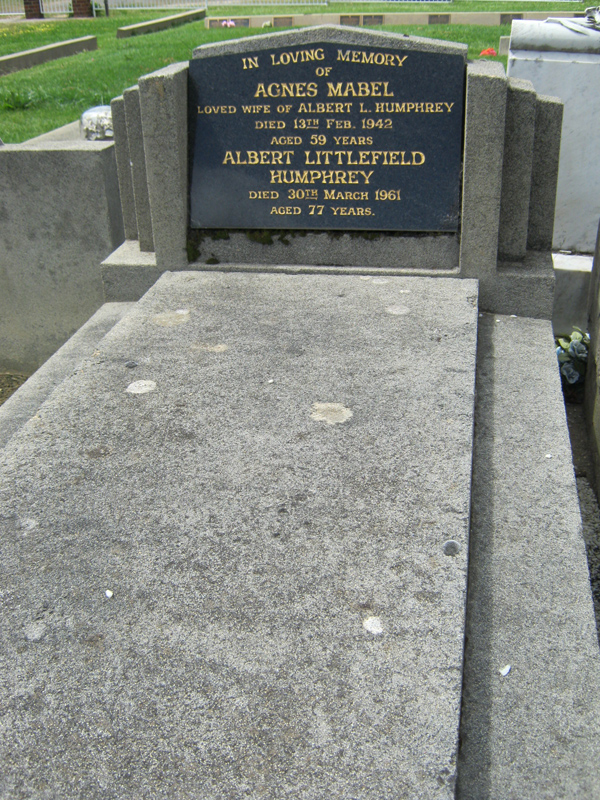 IN LOVING MEMORY
OF
AGNES MABEL
LOVED WIFE OF ALBERT L. HUMPHREY
DIED 13TH FEB. 1942
AGED 59 YEARS
ALBERT LITTLEFIELD
HUMPHREY
DIED 30TH MARCH 1961
AGED 77 YEARS.